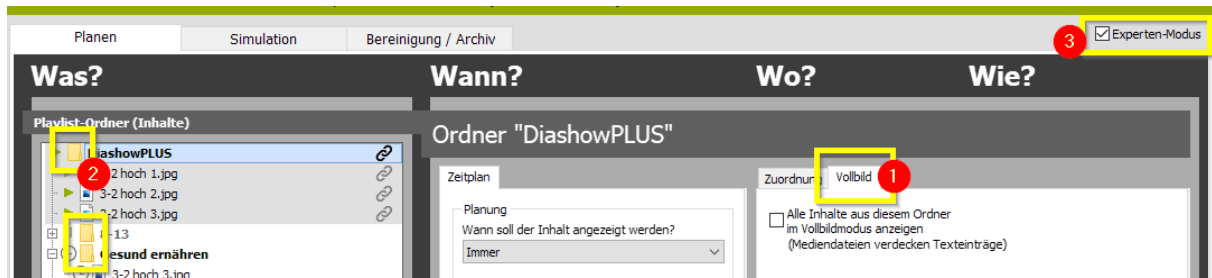 Planen
Simulation
Bereinigung / Archiv
3
Experten-Modus
Was?
Wann?
Wo?
Wie?
Playlist-Ordner (Inhalte)
Ordner "DiashowPLUS"
DiashowPLUS
2
2 hoch 1.jpg
3-2 hoch 2.jpg
3-2 hoch 3.jpg
8-13
Gesund ernähren
3-2 hoch 3.jpg
Zeitplan
Planung
Wann soll der Inhalt angezeigt werden?
Immer
Zuordnung
Vollbild
1
Alle Inhalte aus diesem Ordner
im Vollbildmodus anzeigen
(Mediendateien verdecken Texteinträge)